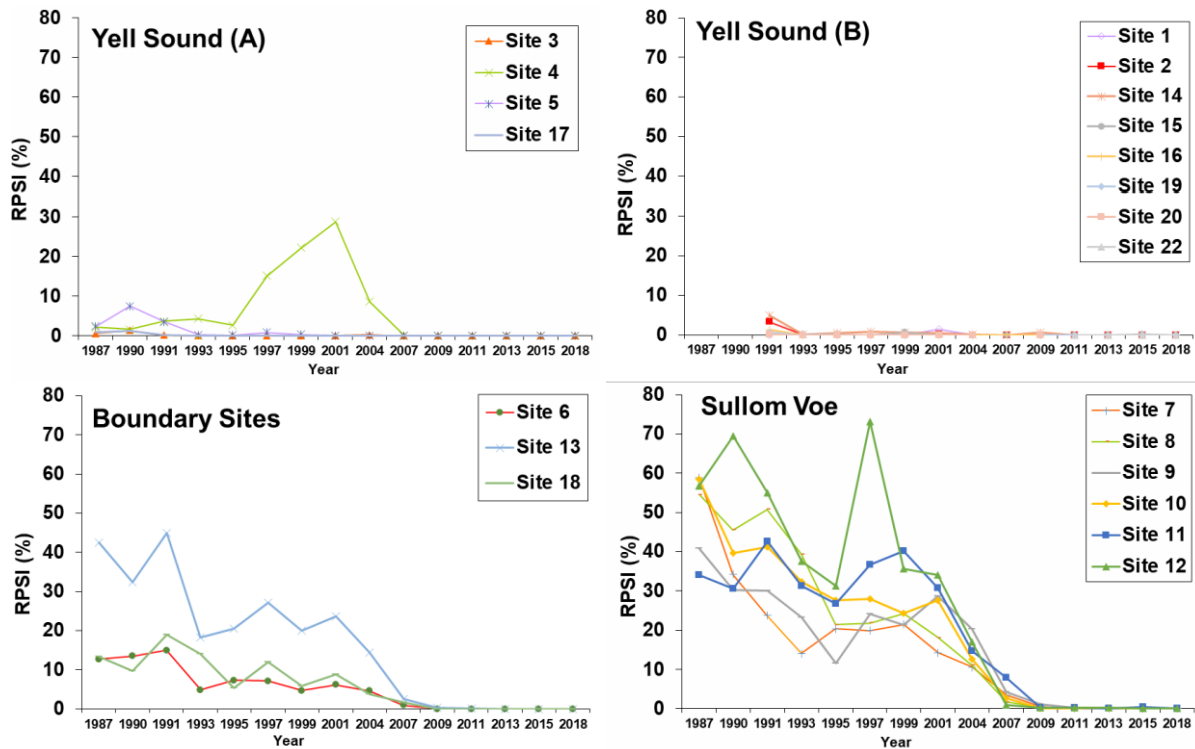 Yell Sound (A)
RPSI (%)
80
70
60
50
40
30
20
10
0
1987 1990 1991 1993 1995 1997 1999 2001 2004 2007 2009 2011 2013 2015 2018
Year
Site 3
Site 4
Site 5
Site 17
Yell Sound (B)
RPSI (%)
80
70
60
50
40
30
20
10
0
1987 1990 1991 1993 1995 1997 1999 2001 2004 2007 2009 2011 2013 2015 2018
Year
Site 1
Site 2
Site 14
Site 15
Site 16
Site 19
Site 20
Site 22
Boundary Sites
RPSI (%)
80
70
60
50
40
30
20
10
0
1987 1990 1991 1993 1995 1997 1999 2001 2004 2007 2009 2011 2013 2015 2018
Year
Site 6
Site 13
Site 18
Sullom Voe
RPSI (%)
80
70
60
50
40
30
20
10
0
1987 1990 1991 1993 1995 1997 1999 2001 2004 2007 2009 2011 2013 2015 2018
Year
Site 7
Site 8
Site 9
Site 10
Site 11
Site 12